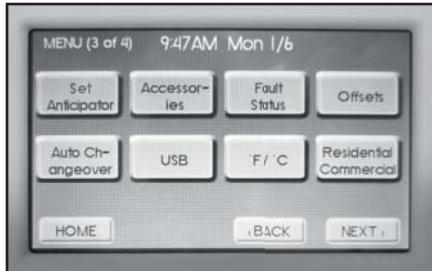 MENU (3 of 4) 9:47AM Mon 1/6
Set
Anticipator
Accessor-
ies
Fault
Status
Offsets
Auto Ch-
angeover
USB
°F/°C
Residential
Commercial
HOME
‹BACK
NEXT›